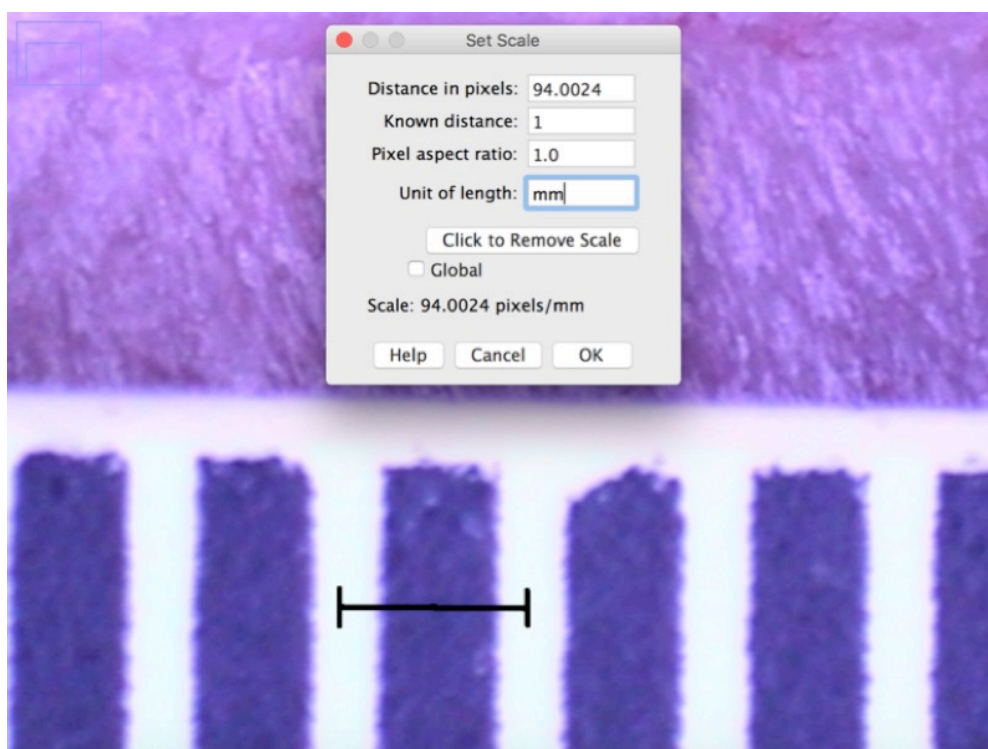 Set Scale
Distance in pixels: 94.0024
Known distance: 1
Pixel aspect ratio: 1.0
Unit of length: mm
Click to Remove Scale
Global
Scale: 94.0024 pixels/mm
Help Cancel OK